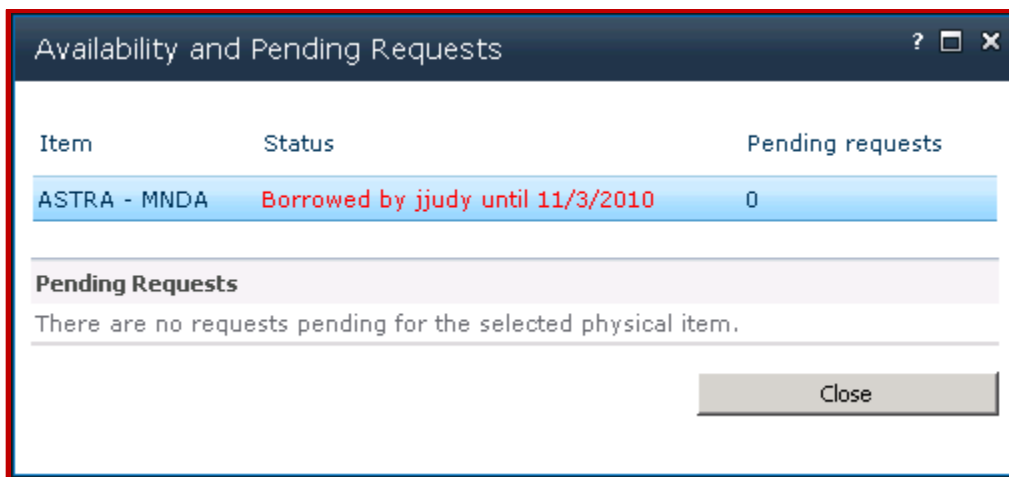 Availability and Pending Requests ?
Item Status Pending requests
ASTRA - MNDA Borrowed by jjudy until 11/3/2010 0
Pending Requests
There are no requests pending for the selected physical item.
Close